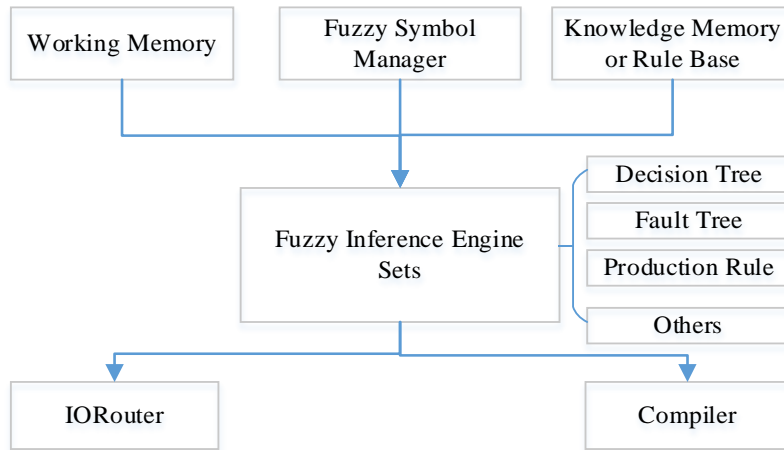 Working Memory
Fuzzy Symbol
Manager
Knowledge Memory
or Rule Base
Fuzzy Inference Engine
Sets
Decision Tree
Fault Tree
Production Rule
Others
IORouter
Compiler